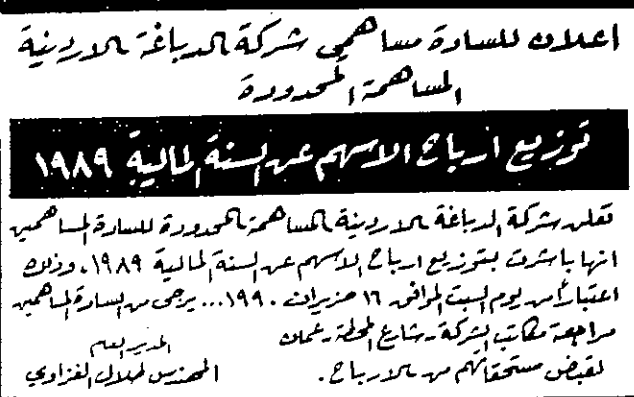 اعلان للسادة مساهمي شركة الدباغة الاردنية
المساهمة المحدودة
توزيع ارباح الاسهم عن السنة المالية ١٩٨٩
تعلن شركة الدباغة الاردنية المساهمة المحدودة للسادة المساهمين
انها باشرت بتوزيع ارباح الاسهم عن السنة المالية ١٩٨٩، وذلك
اعتباراً من يوم السبت الموافق ١٦ حزيران ١٩٩٠... يرجى من السادة المساهمين
مراجعة مكاتب الشركة - شارع المحطة - عمان
لقبض مستحقاتهم من الارباح.
المدير العام
المهندس طلال الغزاوي